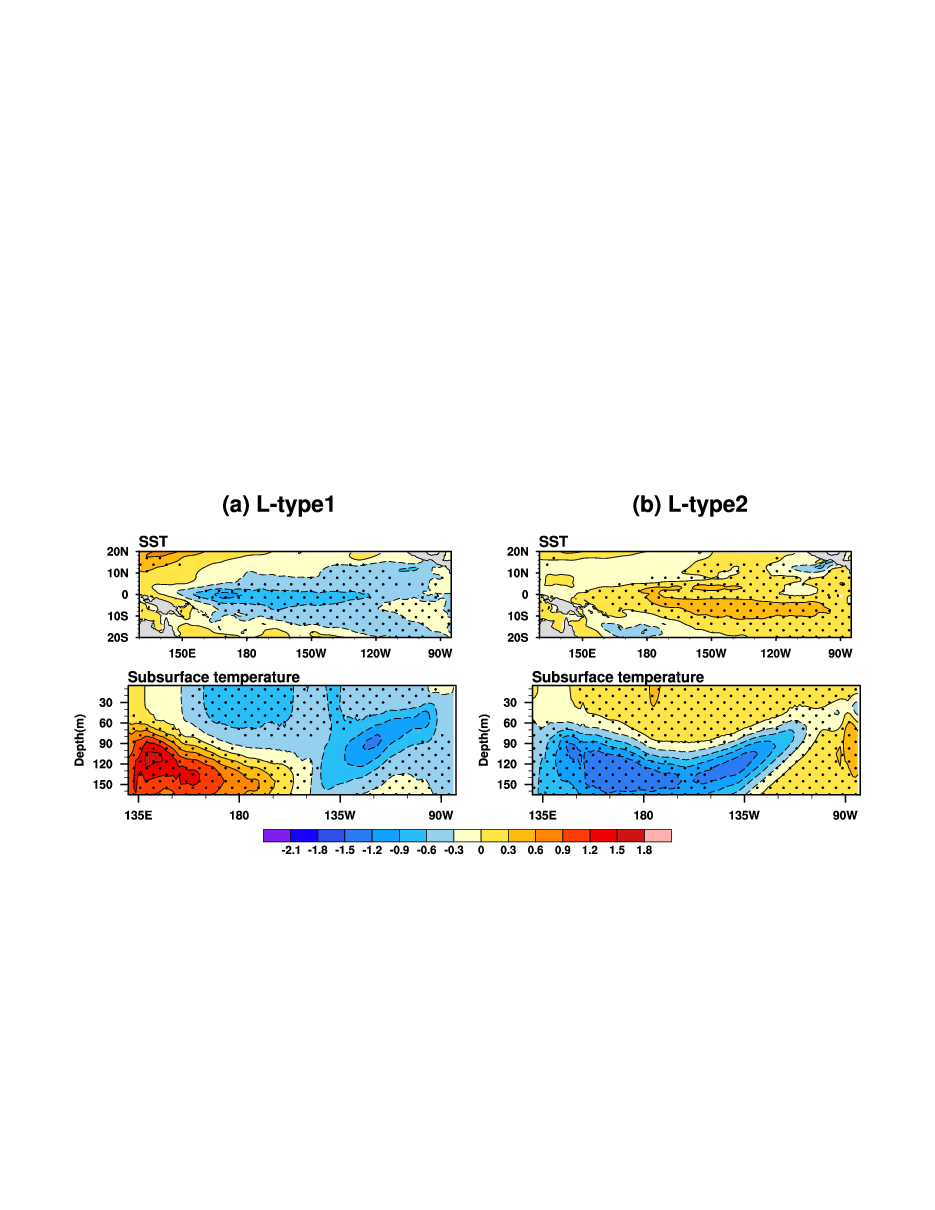 (a) L-type1
(b) L-type2
SST
20N
10N
0
10S
20S
150E 180 150W 120W 90W
SST
20N
10N
0
10S
20S
150E 180 150W 120W 90W
Subsurface temperature
Depth(m)
30
60
90
120
150
135E 180 135W 90W
Subsurface temperature
Depth(m)
30
60
90
120
150
135E 180 135W 90W
-2.1 -1.8 -1.5 -1.2 -0.9 -0.6 -0.3 0 0.3 0.6 0.9 1.2 1.5 1.8